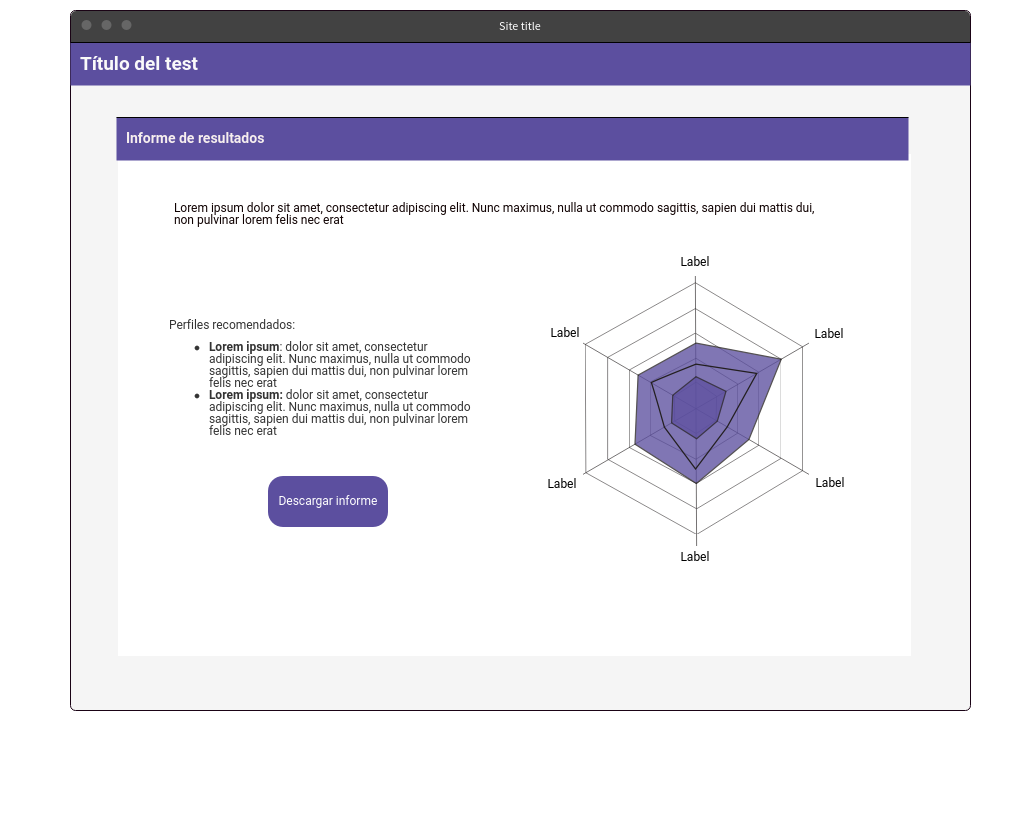 Site title
Título del test
Informe de resultados
Lorem ipsum dolor sit amet, consectetur adipiscing elit. Nunc maximus, nulla ut commodo sagittis, sapien dui mattis dui,
non pulvinar lorem felis nec erat
Perfiles recomendados:
Lorem ipsum: dolor sit amet, consectetur
adipiscing elit. Nunc maximus, nulla ut commodo
sagittis, sapien dui mattis dui, non pulvinar lorem
felis nec erat
Lorem ipsum: dolor sit amet, consectetur
adipiscing elit. Nunc maximus, nulla ut commodo
sagittis, sapien dui mattis dui, non pulvinar lorem
felis nec erat
Descargar informe
Label
Label
Label
Label
Label
Label